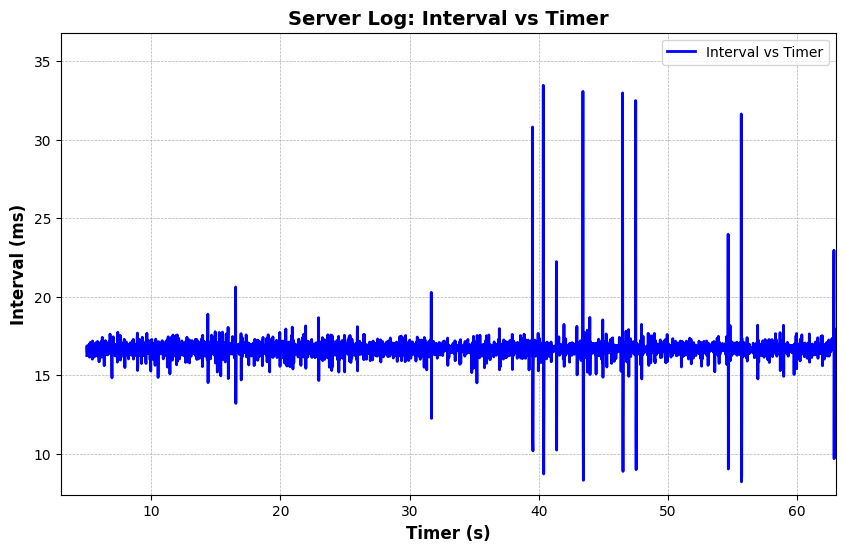 Server Log: Interval vs Timer
Interval vs Timer
Interval (ms)
35
30
25
20
15
10
10 20 30 40 50 60
Timer (s)